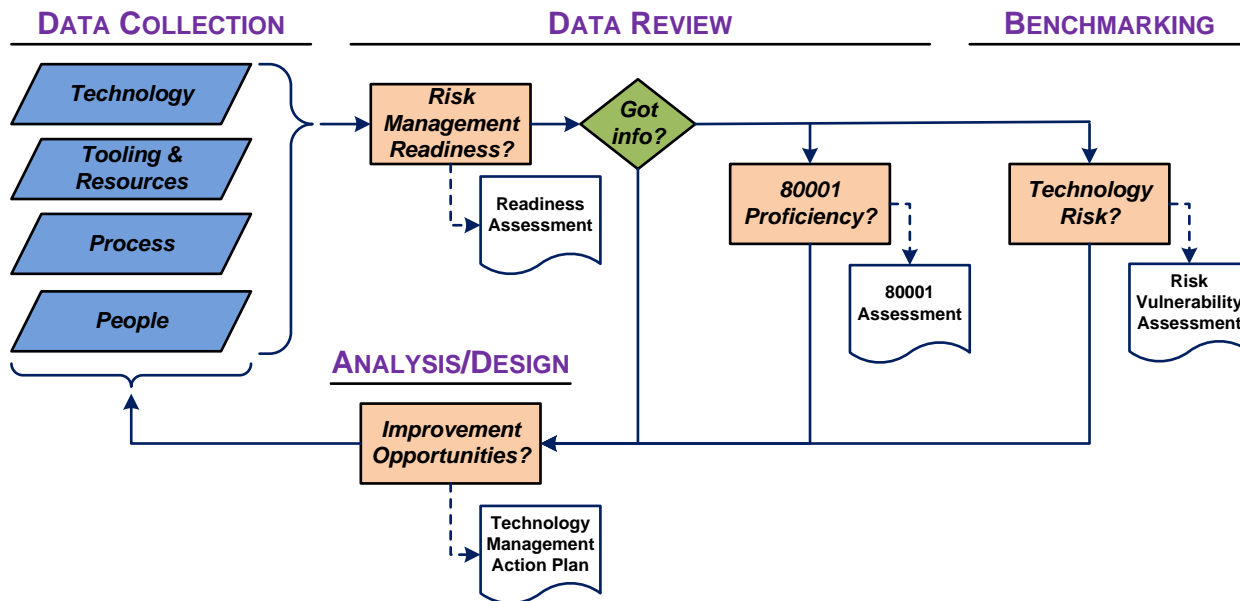 DATA COLLECTION
DATA REVIEW
BENCHMARKING
Technology
Tooling &
Resources
Process
People
Risk
Management
Readiness?
Got
info?
Readiness
Assessment
80001
Proficiency?
80001
Assessment
Technology
Risk?
Risk
Vulnerability
Assessment
ANALYSIS/DESIGN
Improvement
Opportunities?
Technology
Management
Action Plan